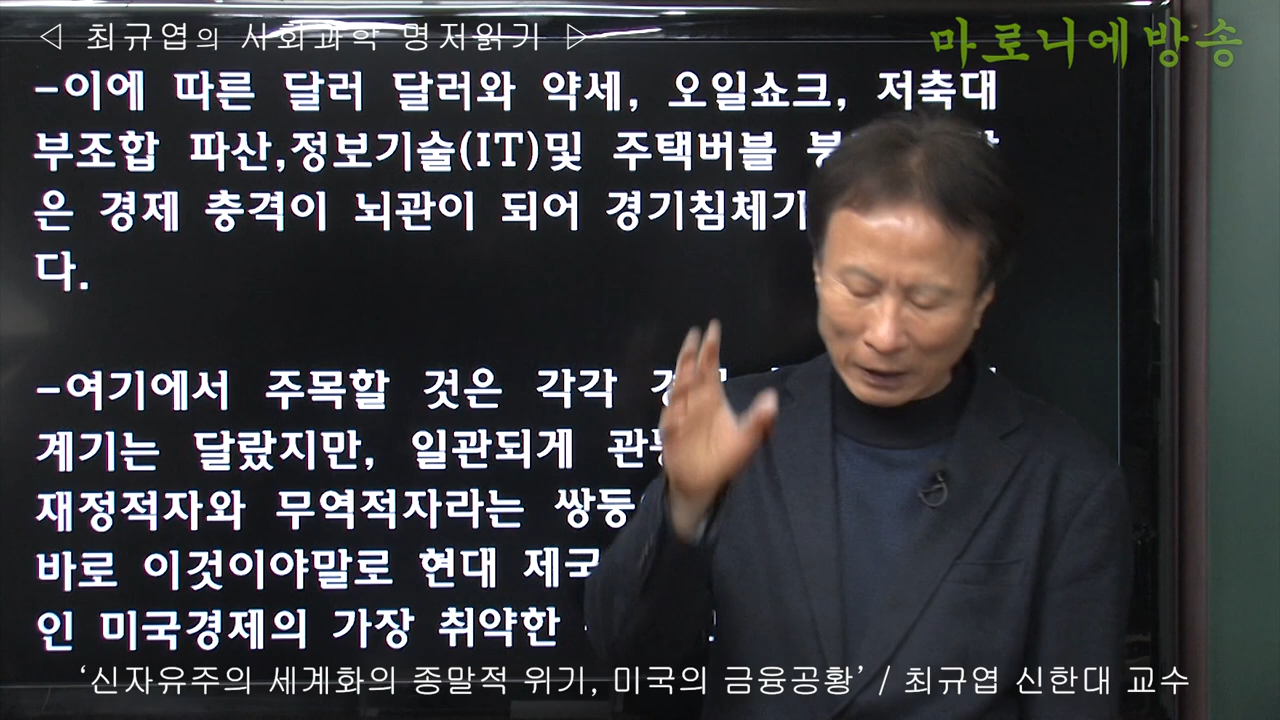 ◁ 최규엽의 사회과학 명저읽기 ▷
마로니에방송
-이에 따른 달러 달러와 약세, 오일쇼크, 저축대
부조합 파산,정보기술(IT)및 주택버블
은 경제 충격이 뇌관이 되어 경기침체가
다.
-여기에서 주목할 것은 각각
계기는 달랐지만, 일관되게
재정적자와 무역적자라는
바로 이것이야말로 현대
인 미국경제의 가장 취약한
‘신자유주의 세계화의 종말적 위기, 미국의 금융공황’ / 최규엽 신한대 교수